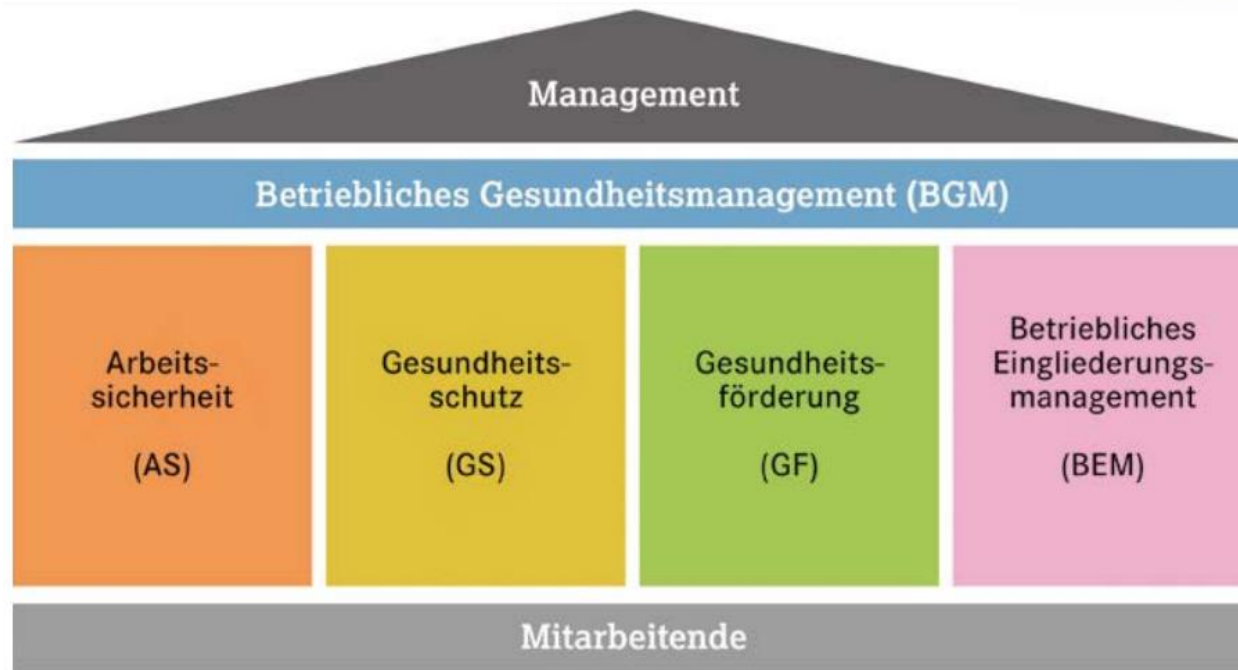 Management
Betriebliches Gesundheitsmanagement (BGM)
Arbeits-
sicherheit
(AS)
Gesundheits-
schutz
(GS)
Gesundheits-
förderung
(GF)
Betriebliches
Eingliederungs-
management
(BEM)
Mitarbeitende